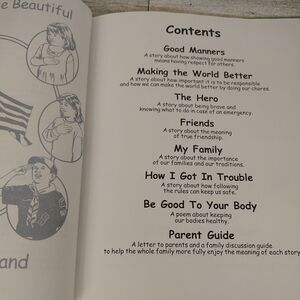 e Beautiful
and
Contents
Good Manners
A story about how showing good manners
means having respect for others.
Making the World Better
A story about how important it is to be responsible
and how we can make the world better by doing our chores.
The Hero
A story about being brave and
knowing what to do in case of an emergency.
Friends
A story about the meaning
of true friendship.
My Family
A story about the importance
of our families and our traditions.
How I Got In Trouble
A story about how following
the rules can keep us safe.
Be Good To Your Body
A poem about keeping
our bodies healthy.
Parent Guide
A letter to parents and a family discussion guide
to help the whole family more fully enjoy the meaning of each story